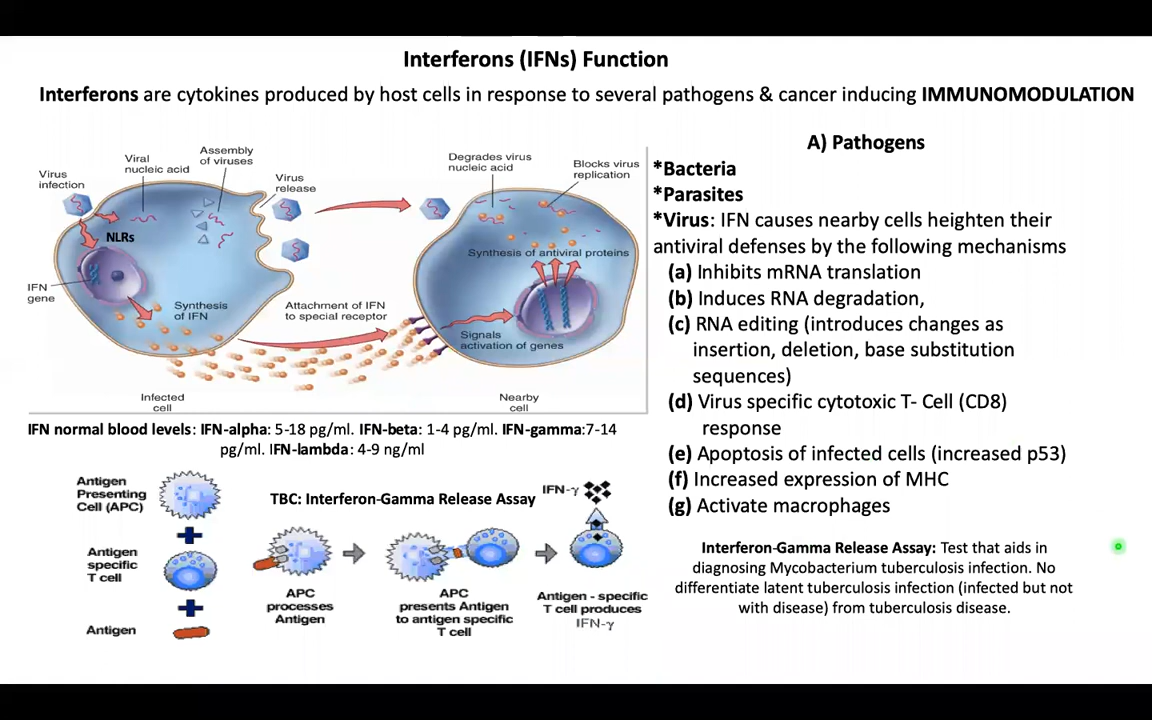 Interferons (IFNs) Function
Interferons are cytokines produced by host cells in response to several pathogens & cancer inducing IMMUNOMODULATION
Virus
infection
Viral
nucleic acid
Assembly
of viruses
Virus
release
NLRs
IFN
gene
Synthesis
of IFN
Attachment of IFN
to special receptor
Infected
cell
Degrades virus
nucleic acid
Blocks virus
replication
Synthesis of antiviral proteins
Signals
activation of genes
Nearby
cell
IFN normal blood levels: IFN-alpha: 5-18 pg/ml. IFN-beta: 1-4 pg/ml. IFN-gamma:7-14
pg/ml. IFN-lambda: 4-9 ng/ml
Antigen
Presenting
Cell (APC)
Antigen
specific
T cell
Antigen
TBC: Interferon-Gamma Release Assay
IFN-γ
APC
processes
Antigen
APC
presents Antigen
to antigen specific
T cell
Antigen - specific
T cell produces
IFN-γ
A) Pathogens
*Bacteria
*Parasites
*Virus: IFN causes nearby cells heighten their
antiviral defenses by the following mechanisms
(a) Inhibits mRNA translation
(b) Induces RNA degradation,
(c) RNA editing (introduces changes as
insertion, deletion, base substitution
sequences)
(d) Virus specific cytotoxic T- Cell (CD8)
response
(e) Apoptosis of infected cells (increased p53)
(f) Increased expression of MHC
(g) Activate macrophages
Interferon-Gamma Release Assay: Test that aids in
diagnosing Mycobacterium tuberculosis infection. No
differentiate latent tuberculosis infection (infected but not
with disease) from tuberculosis disease.